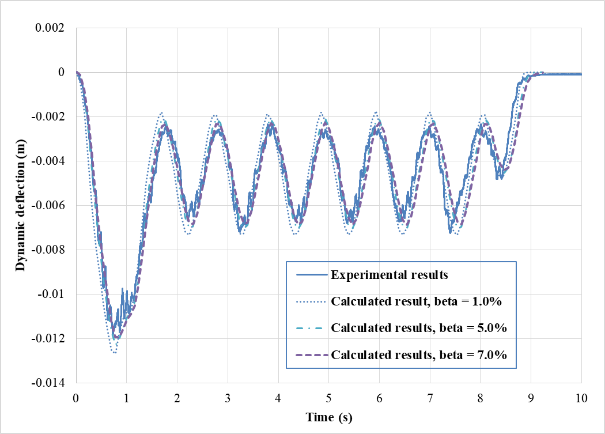 0.002
0
-0.002
-0.004
-0.006
-0.008
-0.01
-0.012
-0.014
Dynamic deflection (m)
Experimental results
Calculated result, beta = 1.0%
Calculated results, beta = 5.0%
Calculated results, beta = 7.0%
0 1 2 3 4 5 6 7 8 9 10
Time (s)